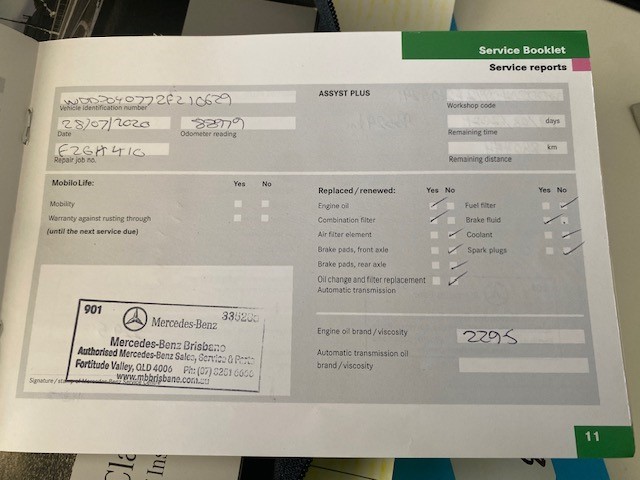 Service Booklet
Service reports
ASSYST PLUS
Vehicle identification number
28/07/2020
Date
82979
Odometer reading
Repair job no.
Workshop code
days
Remaining time
km
Remaining distance
MobiloLife:
Yes No
Mobility
Warranty against rusting through
(until the next service due)
Replaced / renewed:
Yes No
Yes No
Engine oil
Fuel filter
Combination filter
Brake fluid
Air filter element
Coolant
Brake pads, front axle
Spark plugs
Brake pads, rear axle
Oil change and filter replacement
Automatic transmission
901
Mercedes-Benz
Mercedes-Benz Brisbane
Authorised Mercedes-Benz Sales, Service & Parts
Fortitude Valley, QLD 4006
www.mbbrisbane.com.au
Signature / stamp of
Engine oil brand / viscosity
229.5
Automatic transmission oil
brand / viscosity
11